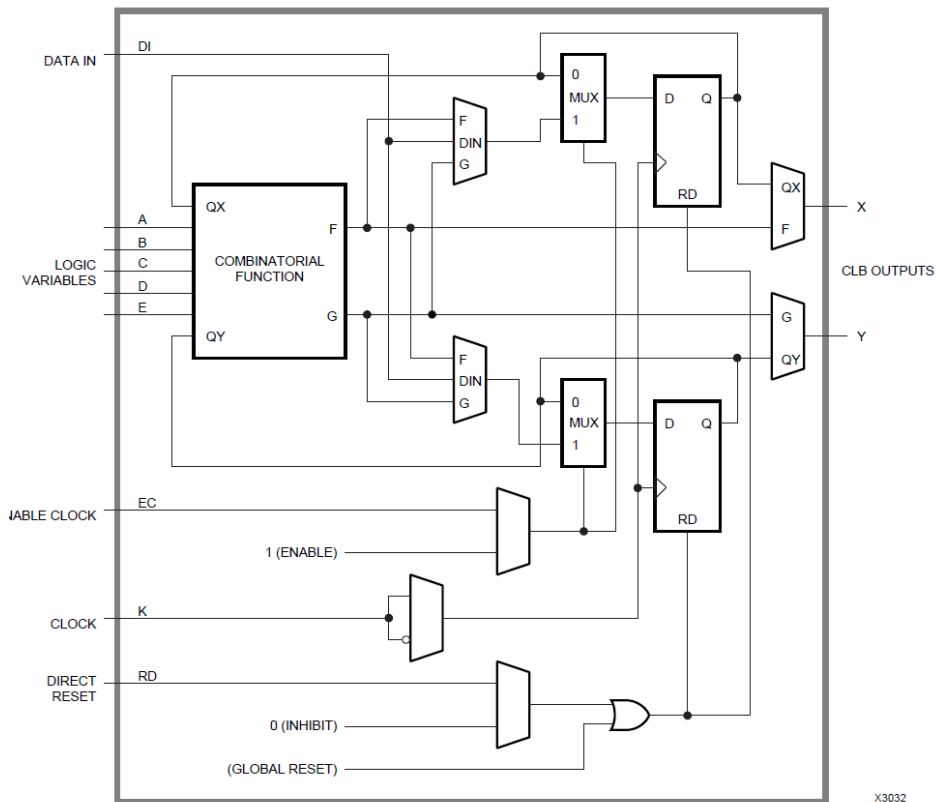 DI
DATA IN
0
MUX
1
D Q
RD
F
DIN
G
QX
F
X
QX
A
B
C
D
E
QY
LOGIC
VARIABLES
COMBINATORIAL
FUNCTION
F
G
CLB OUTPUTS
G
QY
Y
F
DIN
G
0
MUX
1
D Q
RD
NABLE CLOCK
EC
1 (ENABLE)
CLOCK
K
DIRECT
RESET
RD
0 (INHIBIT)
(GLOBAL RESET)
X3032